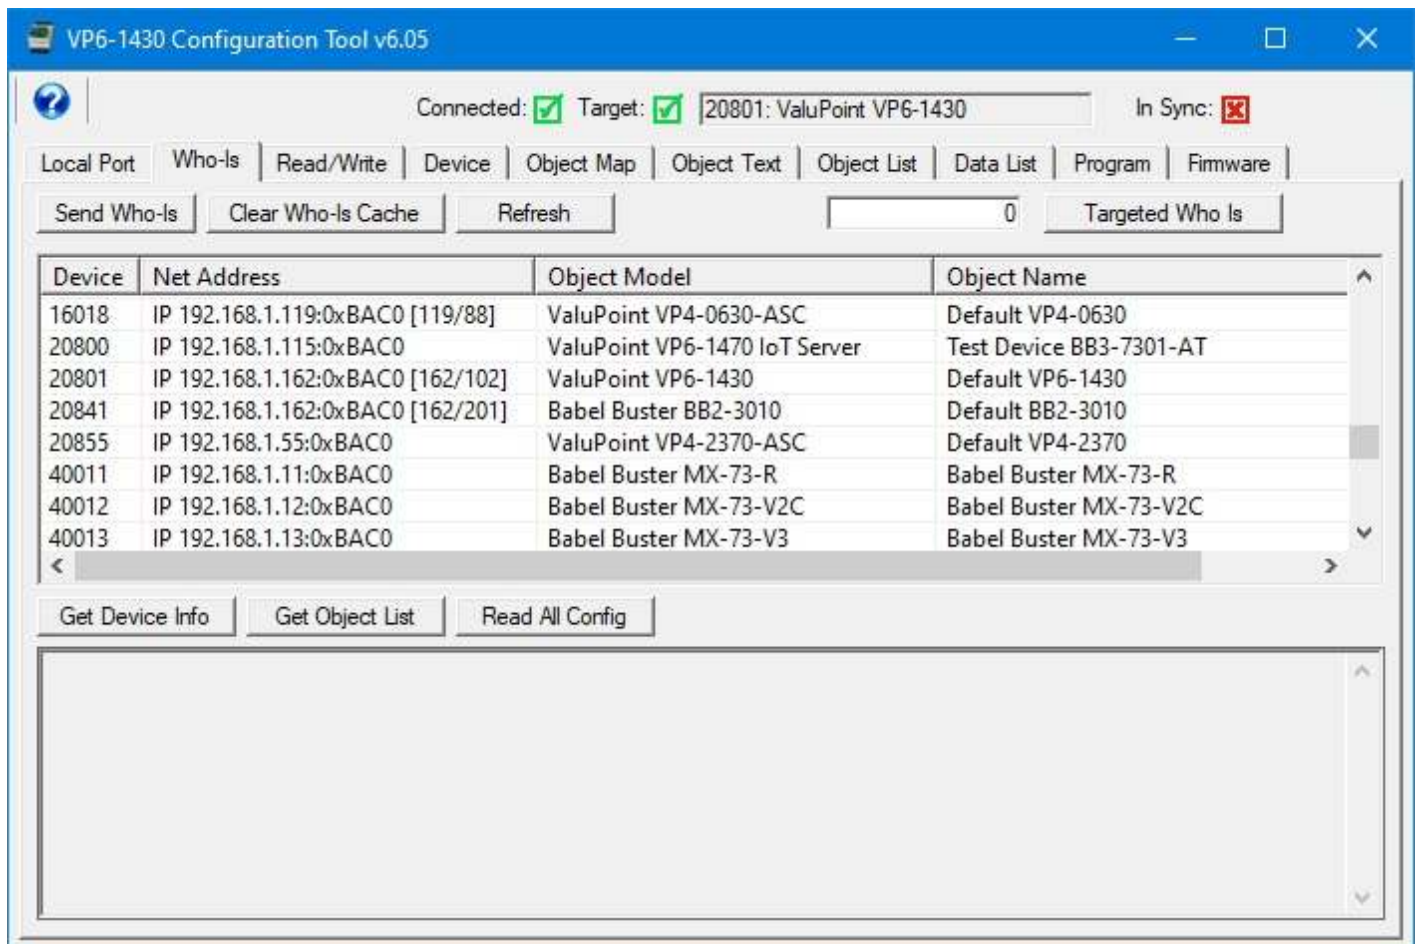 VP6-1430 Configuration Tool v6.05
Connected: Target: 20801: ValuPoint VP6-1430 In Sync:
Local Port Who-Is Read/Write Device Object Map Object Text Object List Data List Program Firmware
Send Who-Is Clear Who-Is Cache Refresh 0 Targeted Who Is
Device Net Address Object Model Object Name
16018 IP 192.168.1.119:0xBAC0 [119/88] ValuPoint VP4-0630-ASC Default VP4-0630
20800 IP 192.168.1.115:0xBAC0 ValuPoint VP6-1470 IoT Server Test Device BB3-7301-AT
20801 IP 192.168.1.162:0xBAC0 [162/102] ValuPoint VP6-1430 Default VP6-1430
20841 IP 192.168.1.162:0xBAC0 [162/201] Babel Buster BB2-3010 Default BB2-3010
20855 IP 192.168.1.55:0xBAC0 ValuPoint VP4-2370-ASC Default VP4-2370
40011 IP 192.168.1.11:0xBAC0 Babel Buster MX-73-R Babel Buster MX-73-R
40012 IP 192.168.1.12:0xBAC0 Babel Buster MX-73-V2C Babel Buster MX-73-V2C
40013 IP 192.168.1.13:0xBAC0 Babel Buster MX-73-V3 Babel Buster MX-73-V3
Get Device Info Get Object List Read All Config